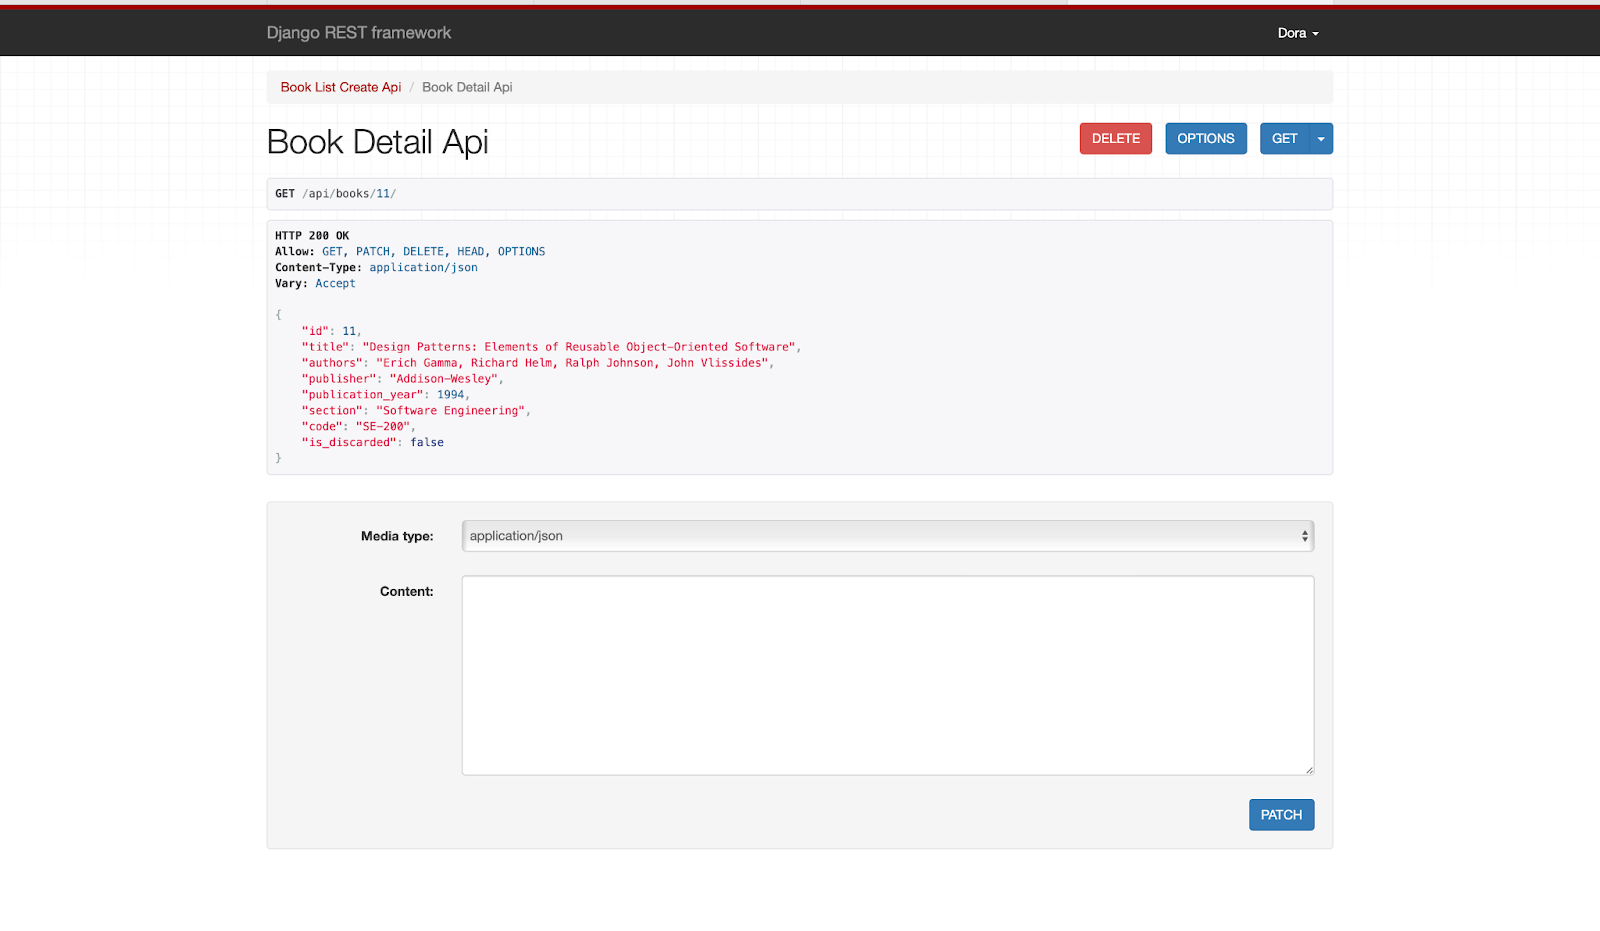 Django REST framework
Dora
Book List Create Api / Book Detail Api
Book Detail Api
DELETE
OPTIONS
GET
GET /api/books/11/
HTTP 200 OK
Allow: GET, PATCH, DELETE, HEAD, OPTIONS
Content-Type: application/json
Vary: Accept
{
    "id": 11,
    "title": "Design Patterns: Elements of Reusable Object-Oriented Software",
    "authors": "Erich Gamma, Richard Helm, Ralph Johnson, John Vlissides",
    "publisher": "Addison-Wesley",
    "publication_year": 1994,
    "section": "Software Engineering",
    "code": "SE-200",
    "is_discarded": false
}
Media type: application/json
Content:
PATCH